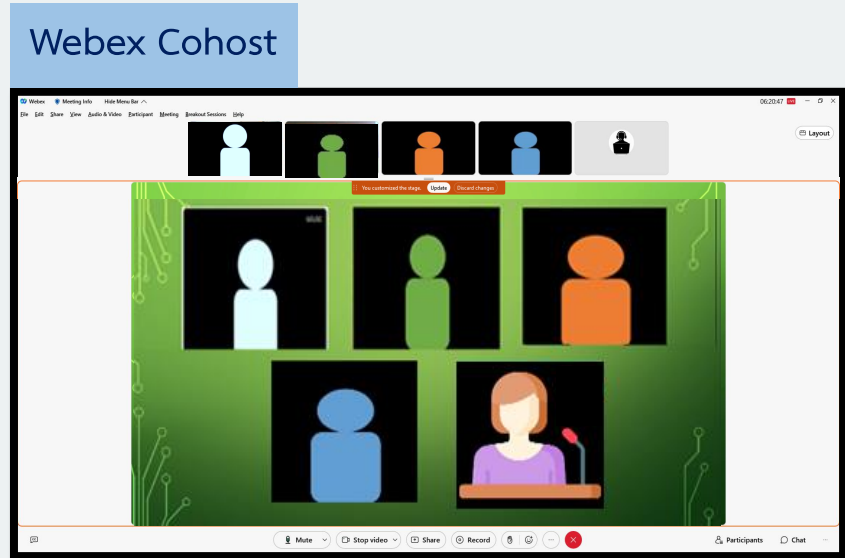 Webex Cohost
Webex Meeting Info Hide Menu Bar 06:20:47
File Edit Share View Audio & Video Participant Meeting Breakout Sessions Help
Layout
You customized the stage. Update Discard changes
Mute Stop video Share Record Participants Chat